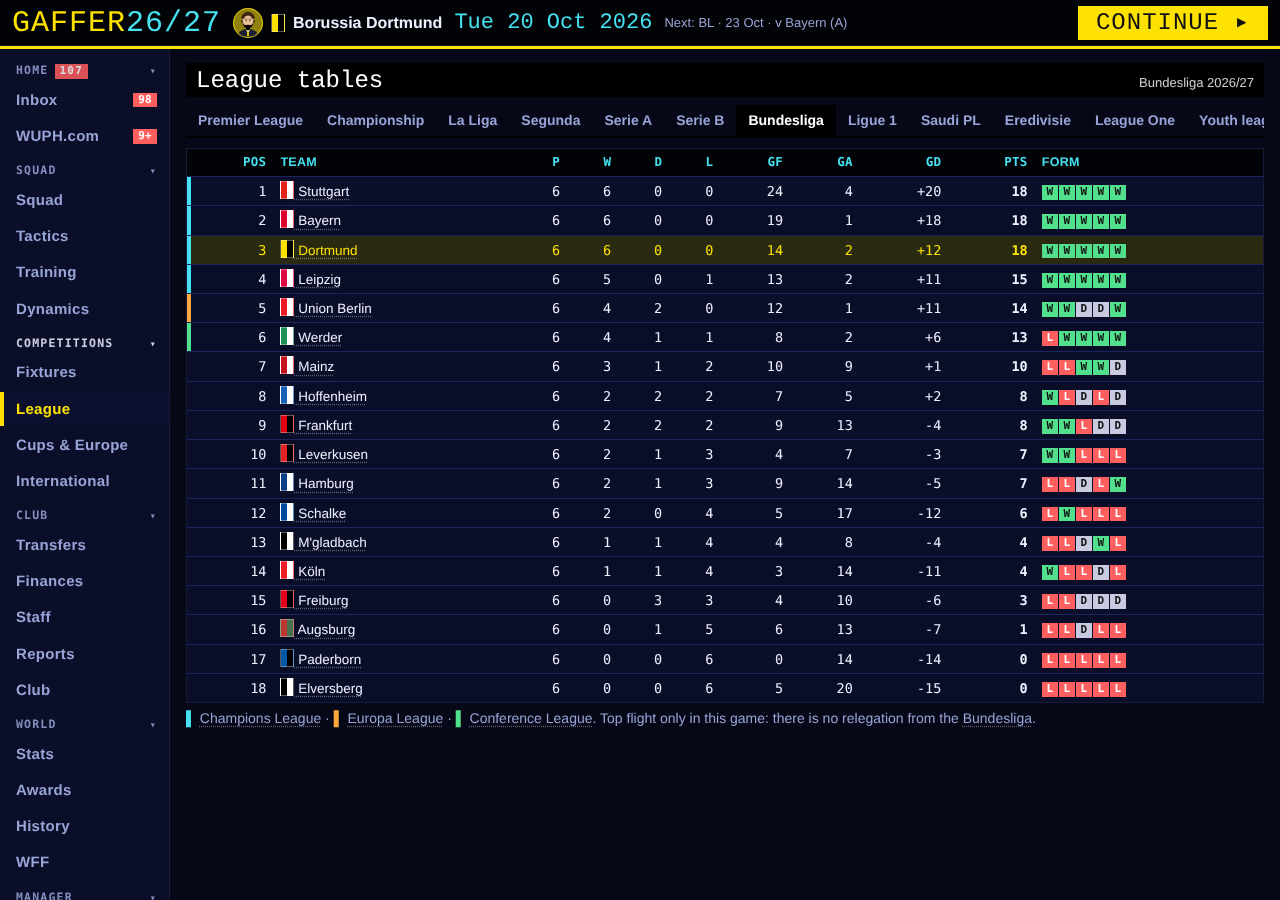 GAFFER26/27 Borussia Dortmund Tue 20 Oct 2026 Next: BL · 23 Oct · v Bayern (A) CONTINUE ►
HOME 107 ▾
Inbox 98
WUPH.com 9+
SQUAD ▾
Squad
Tactics
Training
Dynamics
COMPETITIONS ▾
Fixtures
League
Cups & Europe
International
CLUB ▾
Transfers
Finances
Staff
Reports
Club
WORLD ▾
Stats
Awards
History
WFF
MANAGER ▾
League tables Bundesliga 2026/27
Premier League Championship La Liga Segunda Serie A Serie B Bundesliga Ligue 1 Saudi PL Eredivisie League One Youth leag
POS TEAM P W D L GF GA GD PTS FORM
1 Stuttgart 6 6 0 0 24 4 +20 18 W W W W W
2 Bayern 6 6 0 0 19 1 +18 18 W W W W W
3 Dortmund 6 6 0 0 14 2 +12 18 W W W W W
4 Leipzig 6 5 0 1 13 2 +11 15 W W W W W
5 Union Berlin 6 4 2 0 12 1 +11 14 W W D D W
6 Werder 6 4 1 1 8 2 +6 13 L W W W W
7 Mainz 6 3 1 2 10 9 +1 10 L L W W D
8 Hoffenheim 6 2 2 2 7 5 +2 8 W L D L D
9 Frankfurt 6 2 2 2 9 13 -4 8 W W L D D
10 Leverkusen 6 2 1 3 4 7 -3 7 W W L L L
11 Hamburg 6 2 1 3 9 14 -5 7 L L D L W
12 Schalke 6 2 0 4 5 17 -12 6 L W L L L
13 M'gladbach 6 1 1 4 4 8 -4 4 L L D W L
14 Köln 6 1 1 4 3 14 -11 4 W L L D L
15 Freiburg 6 0 3 3 4 10 -6 3 L L D D D
16 Augsburg 6 0 1 5 6 13 -7 1 L L D L L
17 Paderborn 6 0 0 6 0 14 -14 0 L L L L L
18 Elversberg 6 0 0 6 5 20 -15 0 L L L L L
Champions League · Europa League · Conference League. Top flight only in this game: there is no relegation from the Bundesliga.